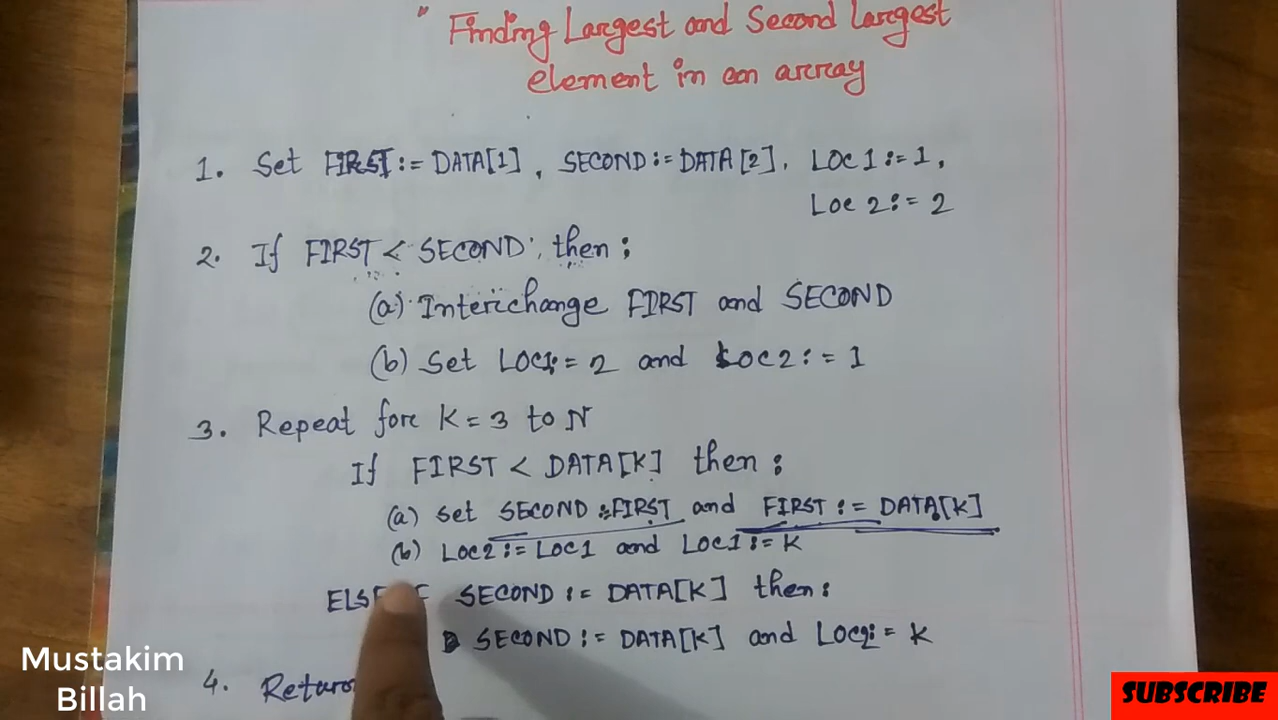 " Finding Largest and Second largest
element in an array
1. Set FIRST := DATA[1], SECOND := DATA[2], LOC1 := 1,
LOC 2 := 2
2. If FIRST < SECOND, then ;
(a) Interchange FIRST and SECOND
(b) Set LOC1 := 2 and LOC2 := 1
3. Repeat for K = 3 to N
If FIRST < DATA[K] then ;
(a) Set SECOND := FIRST and FIRST := DATA[K]
(b) LOC2 := LOC1 and LOC1 := K
SECOND := DATA[K] then :
SECOND := DATA[K] and LOC2 := K
4.
Mustakim
Billah
SUBSCRIBE